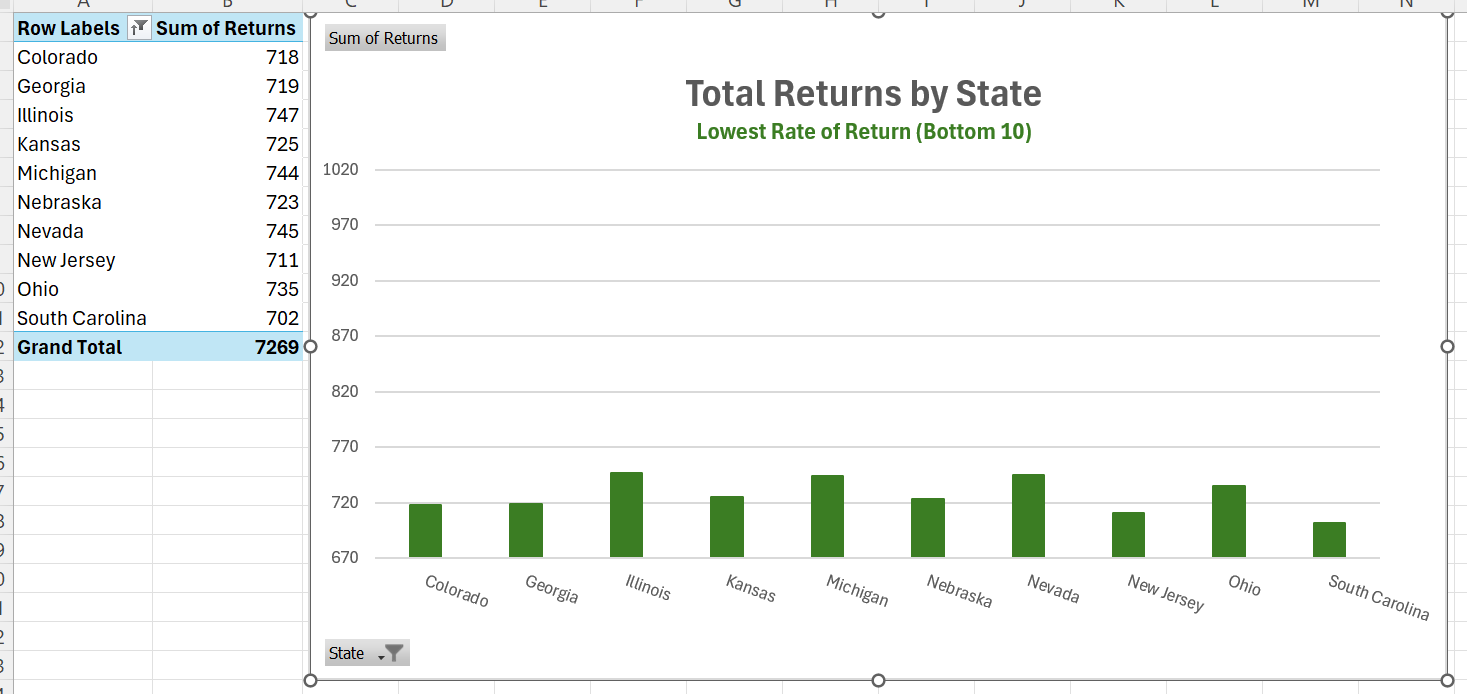 A B C D E F G H I J K L M N
Row Labels Sum of Returns
Colorado 718
Georgia 719
Illinois 747
Kansas 725
Michigan 744
Nebraska 723
Nevada 745
New Jersey 711
Ohio 735
South Carolina 702
Grand Total 7269
Sum of Returns
Total Returns by State
Lowest Rate of Return (Bottom 10)
1020
970
920
870
820
770
720
670
Colorado Georgia Illinois Kansas Michigan Nebraska Nevada New Jersey Ohio South Carolina
State